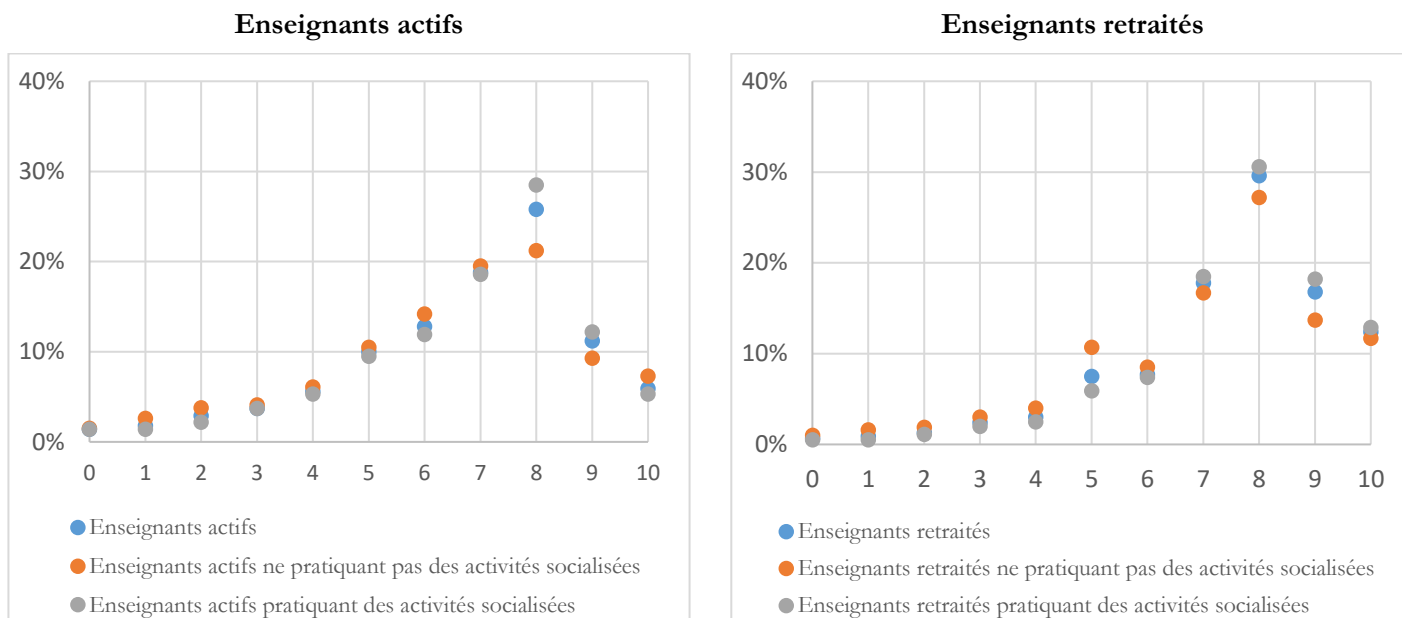 Enseignants actifs
40%
30%
20%
10%
0%
0 1 2 3 4 5 6 7 8 9 10
Enseignants actifs
Enseignants actifs ne pratiquant pas des activités socialisées
Enseignants actifs pratiquant des activités socialisées
Enseignants retraités
40%
30%
20%
10%
0%
0 1 2 3 4 5 6 7 8 9 10
Enseignants retraités
Enseignants retraités ne pratiquant pas des activités socialisées
Enseignants retraités pratiquant des activités socialisées